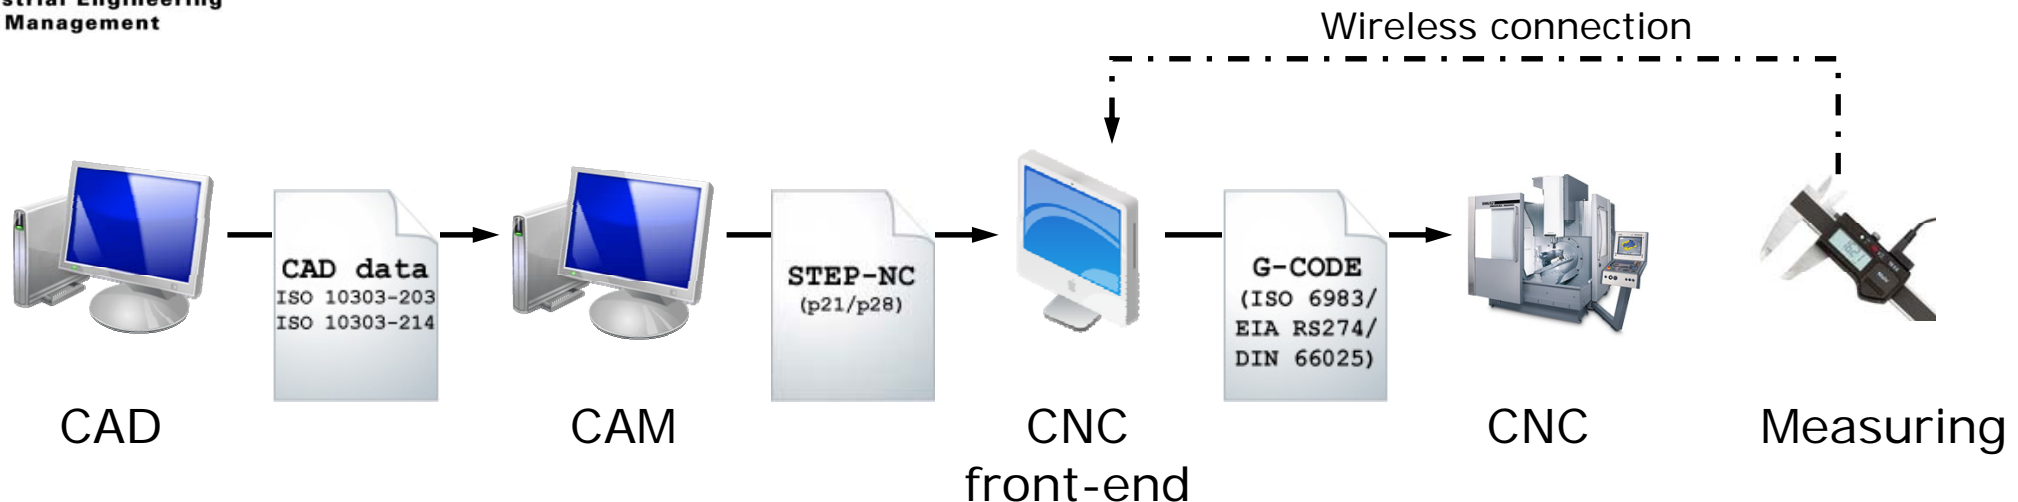 Engineering
Management
Wireless connection
CAD data
ISO 10303-203
ISO 10303-214
STEP-NC
(p21/p28)
G-CODE
(ISO 6983/
EIA RS274/
DIN 66025)
CAD
CAM
CNC
front-end
CNC
Measuring